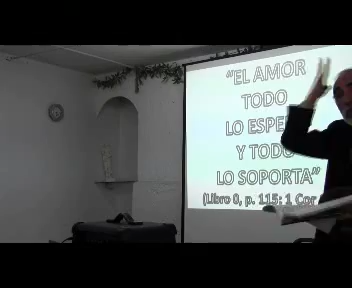 “EL AMOR
TODO
LO ESPE
Y TODO
LO SOPORTA”
(Libro 0, p. 115; 1 Cor